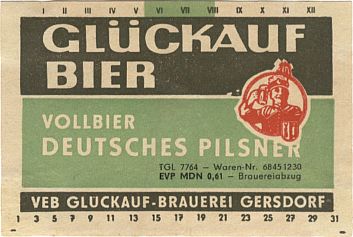 I II III IV V VI VII VIII IX X XI XII
GLÜCKAUF
BIER
VOLLBIER
DEUTSCHES PILSNER
TGL 7764 – Waren-Nr. 68451230
EVP MDN 0,61 – Brauereiabzug
VEB GLÜCKAUF-BRAUEREI GERSDORF
1 3 5 7 9 11 13 15 17 19 21 23 25 27 29 31